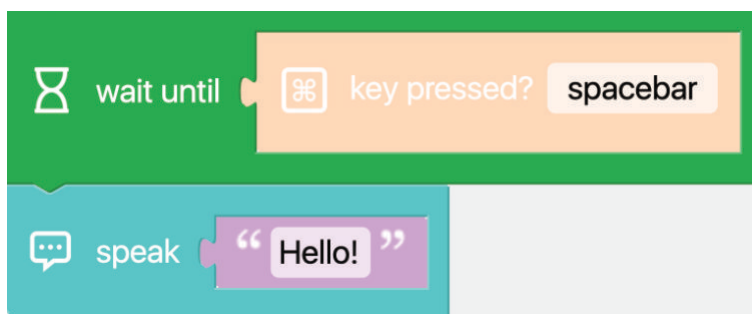 wait until ⌘ key pressed? spacebar
speak “ Hello! ”